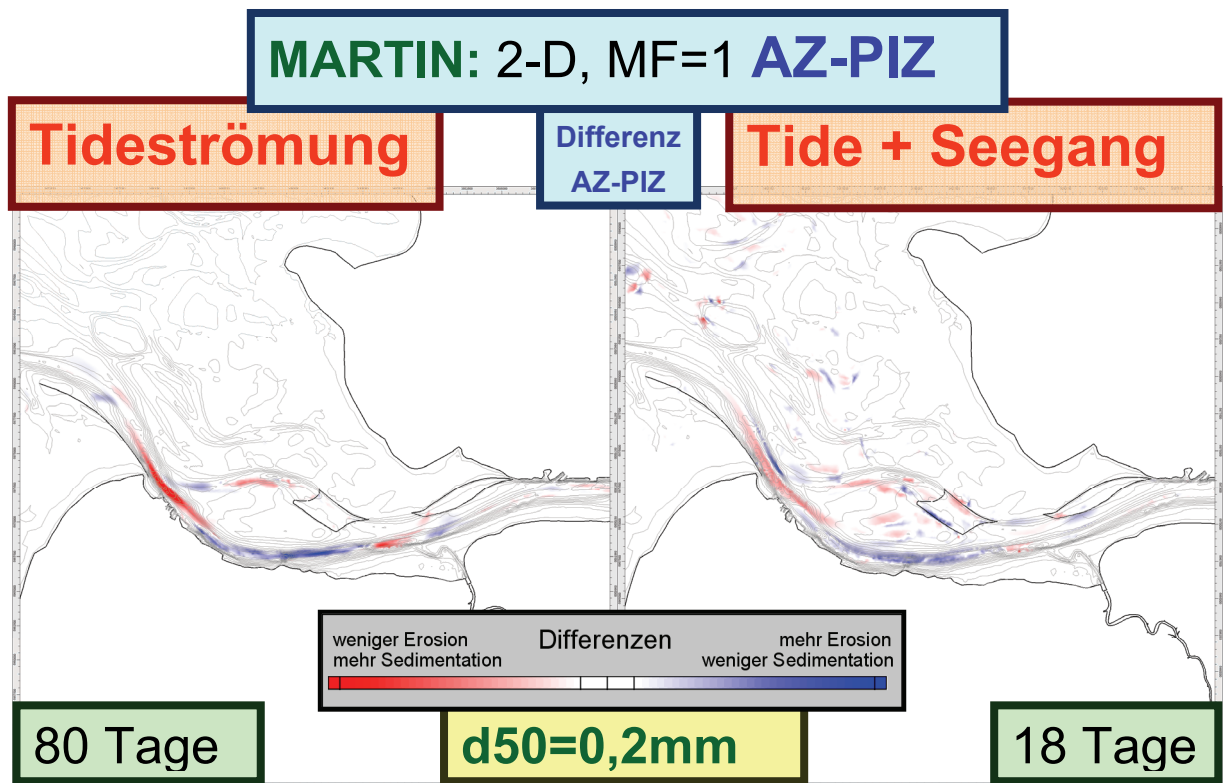 MARTIN: 2-D, MF=1 AZ-PIZ
Tideströmung
Differenz
AZ-PIZ
Tide + Seegang
weniger Erosion
mehr Sedimentation
Differenzen
mehr Erosion
weniger Sedimentation
80 Tage
d50=0,2mm
18 Tage